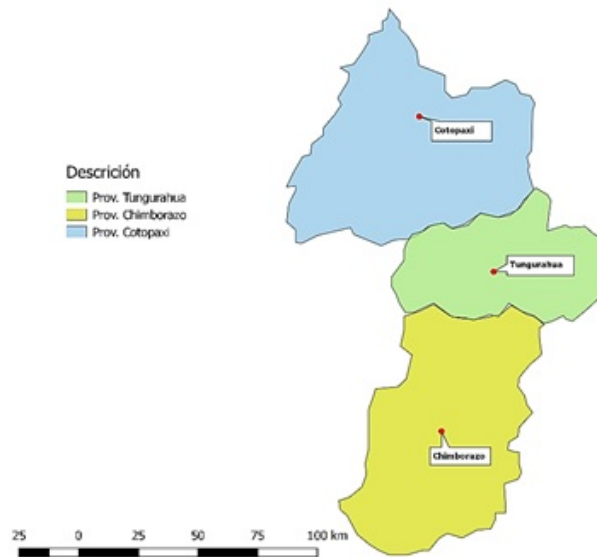 Cotopaxi
Descrición
Prov. Tungurahua
Prov. Chimborazo
Prov. Cotopaxi
Tungurahua
Chimborazo
25 0 25 50 75 100 km